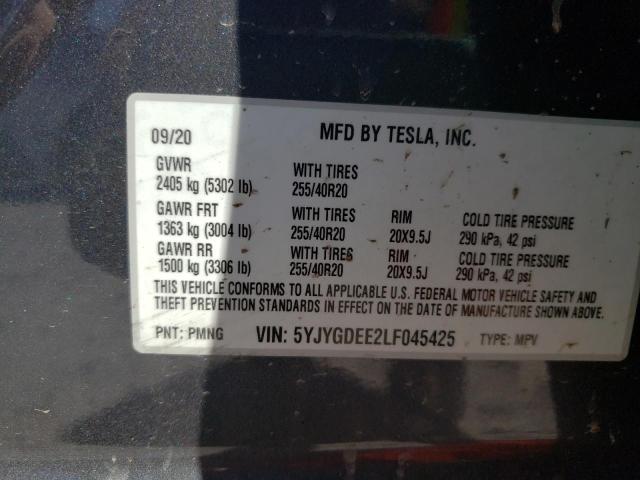 09/20 MFD BY TESLA, INC.
GVWR WITH TIRES
2405 kg (5302 lb) 255/40R20
GAWR FRT WITH TIRES RIM COLD TIRE PRESSURE
1363 kg (3004 lb) 255/40R20 20X9.5J 290 kPa, 42 psi
GAWR RR WITH TIRES RIM COLD TIRE PRESSURE
1500 kg (3306 lb) 255/40R20 20X9.5J 290 kPa, 42 psi
THIS VEHICLE CONFORMS TO ALL APPLICABLE U.S. FEDERAL MOTOR VEHICLE SAFETY AND
THEFT PREVENTION STANDARDS IN EFFECT ON THE DATE OF MANUFACTURE SHOWN ABOVE.
PNT: PMNG VIN: 5YJYGDEE2LF045425 TYPE: MPV